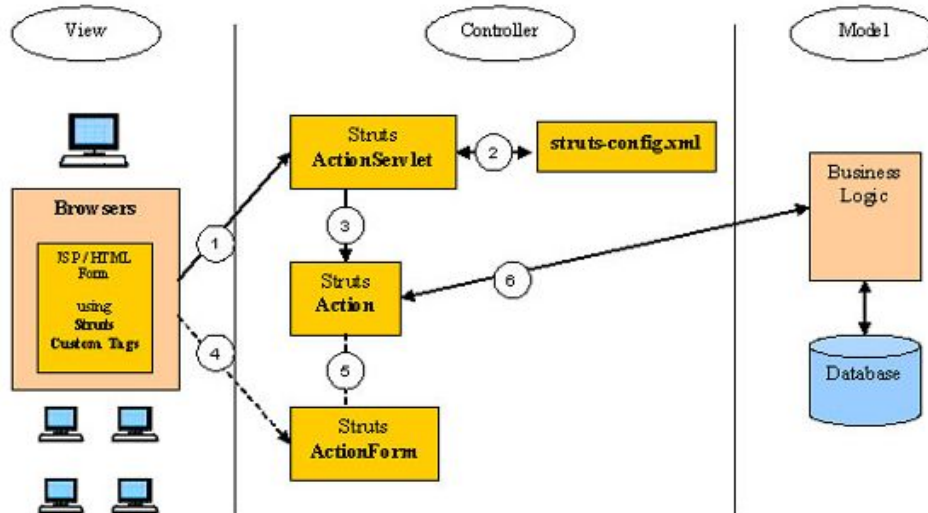 View
Controller
Model
Struts
ActionServlet
2
struts-config.xml
Business
Logic
Browsers
1
3
JSP / HTML
Form
using
Struts
Custom Tags
Struts
Action
6
4
5
Database
Struts
ActionForm